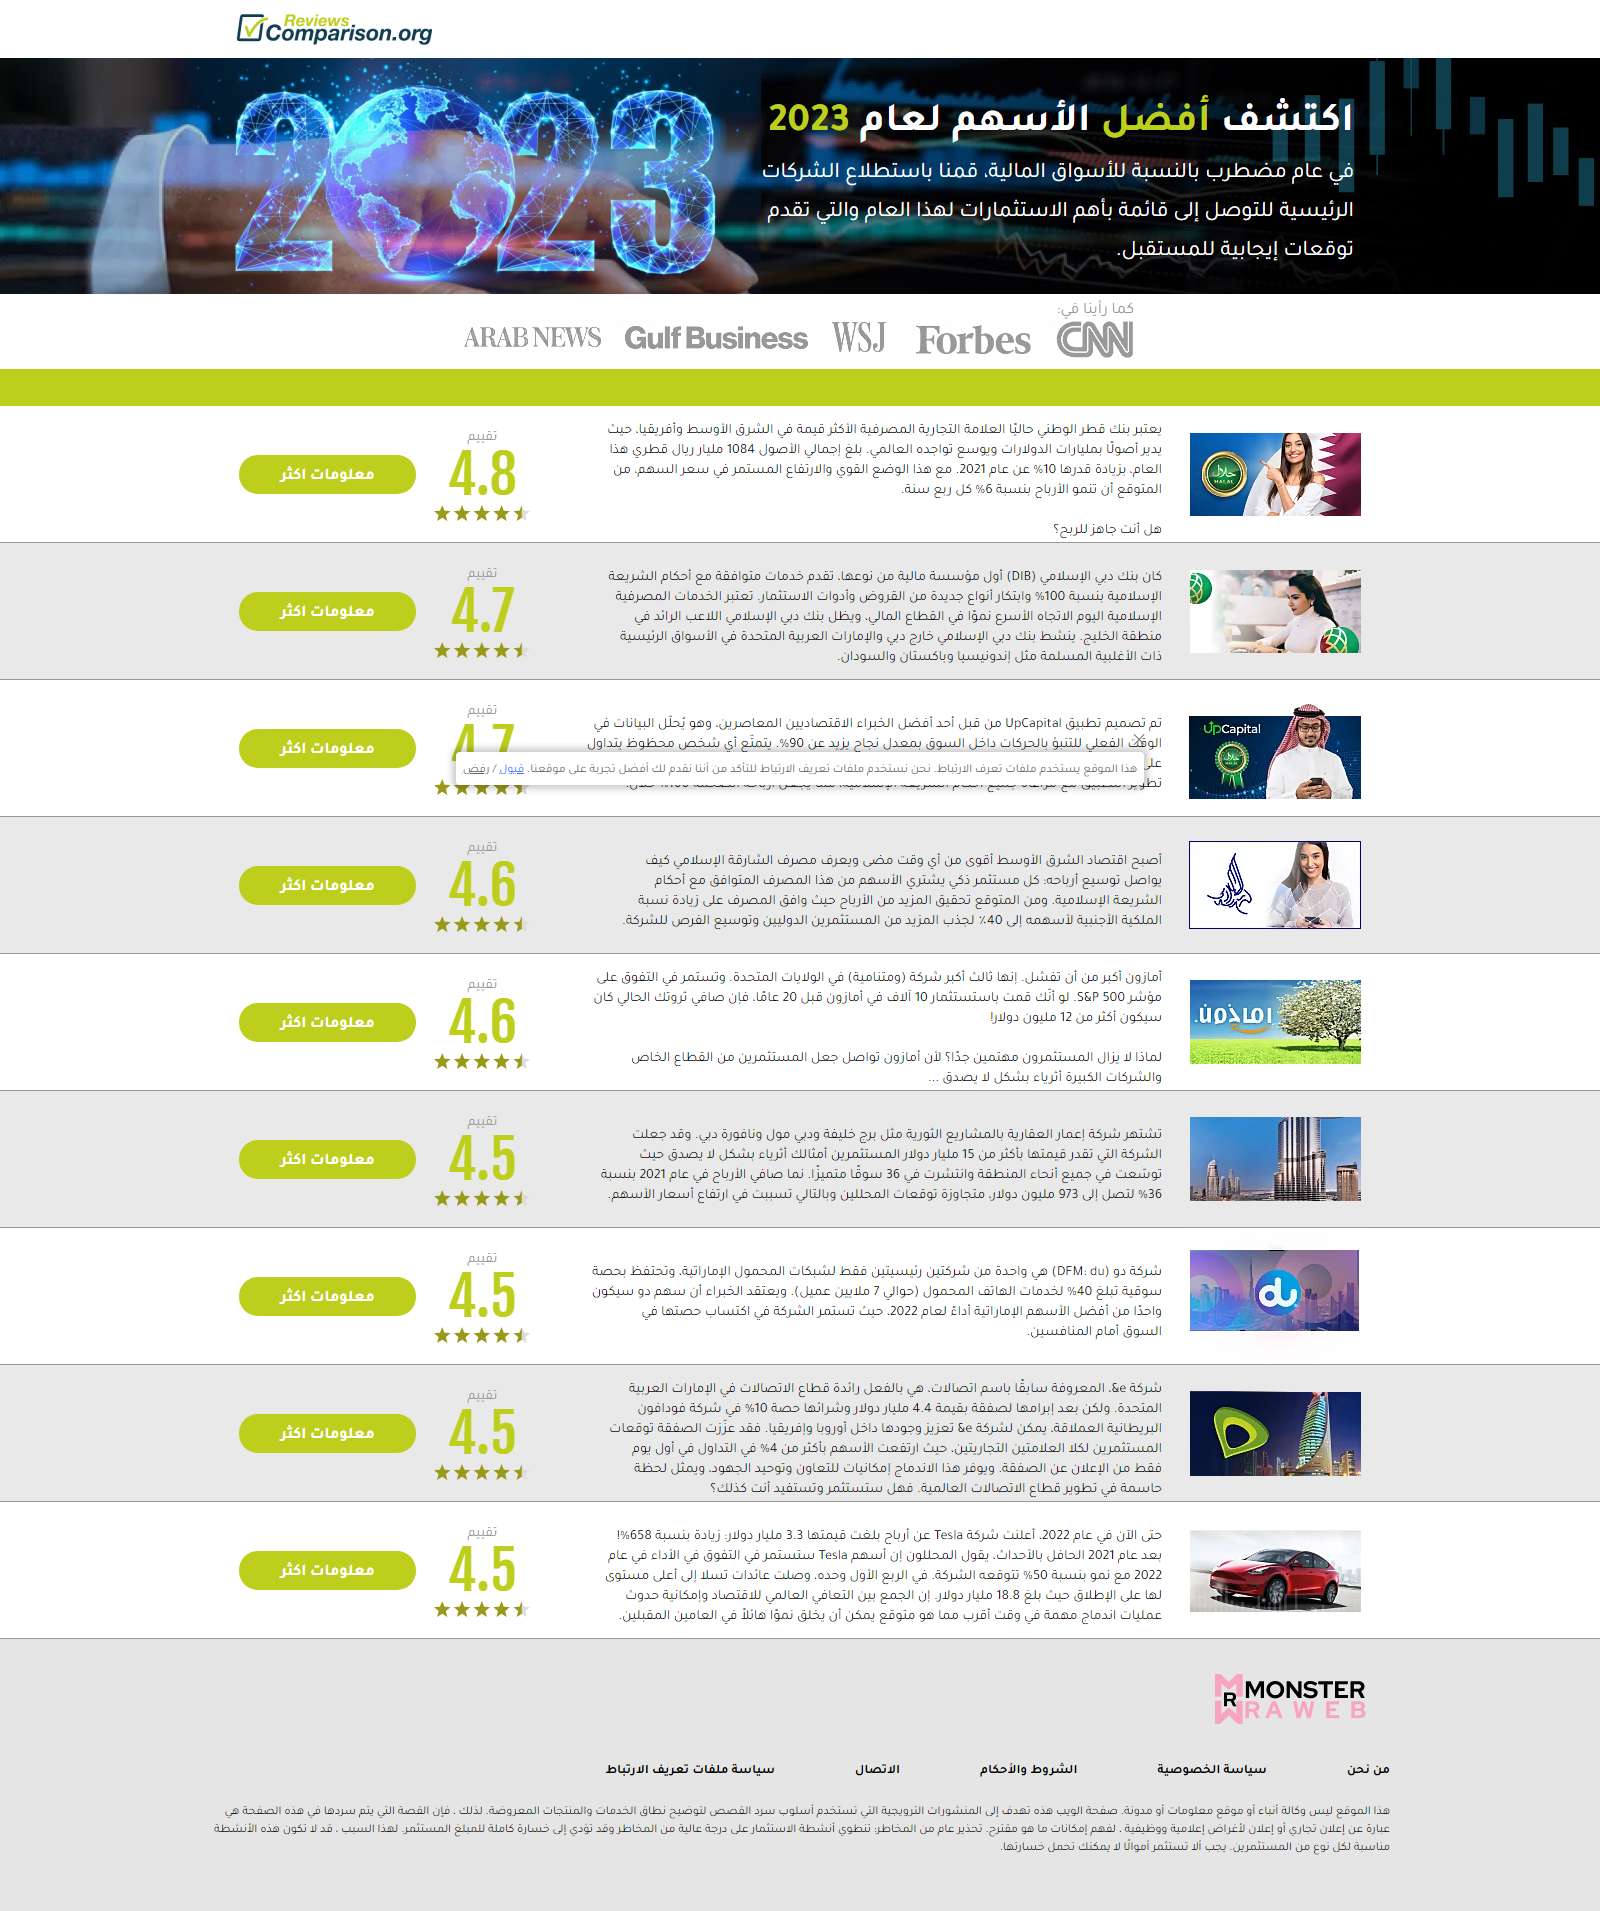 Reviews
Comparison.org
اكتشف أفضل الأسهم لعام 2023
في عام مضطرب بالنسبة للأسواق المالية، قمنا باستطلاع الشركات
الرئيسية للتوصل إلى قائمة بأهم الاستثمارات لهذا العام والتي تقدم
توقعات إيجابية للمستقبل.
2023
كما رأينا في:
CNN
Forbes
WSJ
Gulf Business
ARAB NEWS
حلال
HALAL
يعتبر بنك قطر الوطني حاليًا العلامة التجارية المصرفية الأكثر قيمة في الشرق الأوسط وأفريقيا، حيث
يدير أصولًا بمليارات الدولارات ويوسع تواجده العالمي. بلغ إجمالي الأصول 1084 مليار ريال قطري هذا
العام، بزيادة قدرها 10% عن عام 2021. مع هذا الوضع القوي والارتفاع المستمر في سعر السهم، من
المتوقع أن تنمو الأرباح بنسبة 6% كل ربع سنة.
هل أنت جاهز للربح؟
تقييم
4.8
معلومات اكثر
كان بنك دبي الإسلامي (DIB) أول مؤسسة مالية من نوعها، تقدم خدمات متوافقة مع أحكام الشريعة
الإسلامية بنسبة 100% وابتكار أنواع جديدة من القروض وأدوات الاستثمار. تعتبر الخدمات المصرفية
الإسلامية اليوم الاتجاه الأسرع نموًا في القطاع المالي، ويظل بنك دبي الإسلامي اللاعب الرائد في
منطقة الخليج. ينشط بنك دبي الإسلامي خارج دبي والإمارات العربية المتحدة في الأسواق الرئيسية
ذات الأغلبية المسلمة مثل إندونيسيا وباكستان والسودان.
تقييم
4.7
معلومات اكثر
UpCapital
تم تصميم تطبيق UpCapital من قبل أحد أفضل الخبراء الاقتصاديين المعاصرين، وهو يُحلّل البيانات في
الوقت الفعلي للتنبؤ بالحركات داخل السوق بمعدل نجاح يزيد عن 90%. يتمتّع أي شخص محظوظ يتداول
هذا الموقع يستخدم ملفات تعرف الارتباط. نحن نستخدم ملفات تعريف الارتباط للتأكد من أننا نقدم لك أفضل تجربة على موقعنا. قبول / رفض
تقييم
4.7
معلومات اكثر
أصبح اقتصاد الشرق الأوسط أقوى من أي وقت مضى ويعرف مصرف الشارقة الإسلامي كيف
يواصل توسيع أرباحه: كل مستثمر ذكي يشتري الأسهم من هذا المصرف المتوافق مع أحكام
الشريعة الإسلامية. ومن المتوقع تحقيق المزيد من الأرباح حيث وافق المصرف على زيادة نسبة
الملكية الأجنبية لأسهمه إلى 40٪ لجذب المزيد من المستثمرين الدوليين وتوسيع الفرص للشركة.
تقييم
4.6
معلومات اكثر
أمازون.
أمازون أكبر من أن تفشل. إنها ثالث أكبر شركة (ومتنامية) في الولايات المتحدة. وتستمر في التفوق على
مؤشر S&P 500. لو أنّك قمت باستستثمار 10 آلاف في أمازون قبل 20 عامًا، فإن صافي ثروتك الحالي كان
سيكون أكثر من 12 مليون دولار!
لماذا لا يزال المستثمرون مهتمين جدًا؟ لأن أمازون تواصل جعل المستثمرين من القطاع الخاص
والشركات الكبيرة أثرياء بشكل لا يصدق ...
تقييم
4.6
معلومات اكثر
تشتهر شركة إعمار العقارية بالمشاريع الثورية مثل برج خليفة ودبي مول ونافورة دبي. وقد جعلت
الشركة التي تقدر قيمتها بأكثر من 15 مليار دولار المستثمرين أمثالك أثرياء بشكل لا يصدق حيث
توسّعت في جميع أنحاء المنطقة وانتشرت في 36 سوقًا متميزًا. نما صافي الأرباح في عام 2021 بنسبة
36% لتصل إلى 973 مليون دولار، متجاوزة توقعات المحللين وبالتالي تسببت في ارتفاع أسعار الأسهم.
تقييم
4.5
معلومات اكثر
du
شركة دو (DFM: du) هي واحدة من شركتين رئيسيتين فقط لشبكات المحمول الإماراتية، وتحتفظ بحصة
سوقية تبلغ 40% لخدمات الهاتف المحمول (حوالي 7 ملايين عميل). ويعتقد الخبراء أن سهم دو سيكون
واحدًا من أفضل الأسهم الإماراتية أداءً لعام 2022، حيث تستمر الشركة في اكتساب حصتها في
السوق أمام المنافسين.
تقييم
4.5
معلومات اكثر
شركة e&، المعروفة سابقًا باسم اتصالات، هي بالفعل رائدة قطاع الاتصالات في الإمارات العربية
المتحدة. ولكن بعد إبرامها لصفقة بقيمة 4.4 مليار دولار وشرائها حصة 10% في شركة فودافون
البريطانية العملاقة، يمكن لشركة e& تعزيز وجودها داخل أوروبا وإفريقيا. فقد عزّزت الصفقة توقعات
المستثمرين لكلا العلامتين التجاريتين، حيث ارتفعت الأسهم بأكثر من 4% في التداول في أول يوم
فقط من الإعلان عن الصفقة. ويوفر هذا الاندماج إمكانيات للتعاون وتوحيد الجهود، ويمثل لحظة
حاسمة في تطوير قطاع الاتصالات العالمية. فهل ستستثمر وتستفيد أنت كذلك؟
تقييم
4.5
معلومات اكثر
حتى الآن في عام 2022، أعلنت شركة Tesla عن أرباح بلغت قيمتها 3.3 مليار دولار: زيادة بنسبة 658%!
بعد عام 2021 الحافل بالأحداث، يقول المحللون إن أسهم Tesla ستستمر في التفوق في الأداء في عام
2022 مع نمو بنسبة 50% تتوقعه الشركة. في الربع الأول وحده، وصلت عائدات تسلا إلى أعلى مستوى
لها على الإطلاق حيث بلغ 18.8 مليار دولار. إن الجمع بين التعافي العالمي للاقتصاد وإمكانية حدوث
عمليات اندماج مهمة في وقت أقرب مما هو متوقع يمكن أن يخلق نموًا هائلاً في العامين المقبلين.
تقييم
4.5
معلومات اكثر
MONSTER
R
RAWEB
من نحن
سياسة الخصوصية
الشروط والأحكام
الاتصال
سياسة ملفات تعريف الارتباط
هذا الموقع ليس وكالة أنباء أو موقع معلومات أو مدونة. صفحة الويب هذه تهدف إلى المنشورات الترويجية التي تستخدم أسلوب سرد القصص لتوضيح نطاق الخدمات والمنتجات المعروضة. لذلك ، فإن القصة التي يتم سردها في هذه الصفحة هي
عبارة عن إعلان تجاري أو إعلان لأغراض إعلامية ووظيفية ، لفهم إمكانات ما هو مقترح. تحذير عام من المخاطر: تنطوي أنشطة الاستثمار على درجة عالية من المخاطر وقد تؤدي إلى خسارة كاملة للمبلغ المستثمر. لهذا السبب ، قد لا تكون هذه الأنشطة
مناسبة لكل نوع من المستثمرين. يجب ألا تستثمر أموالًا لا يمكنك تحمل خسارتها.